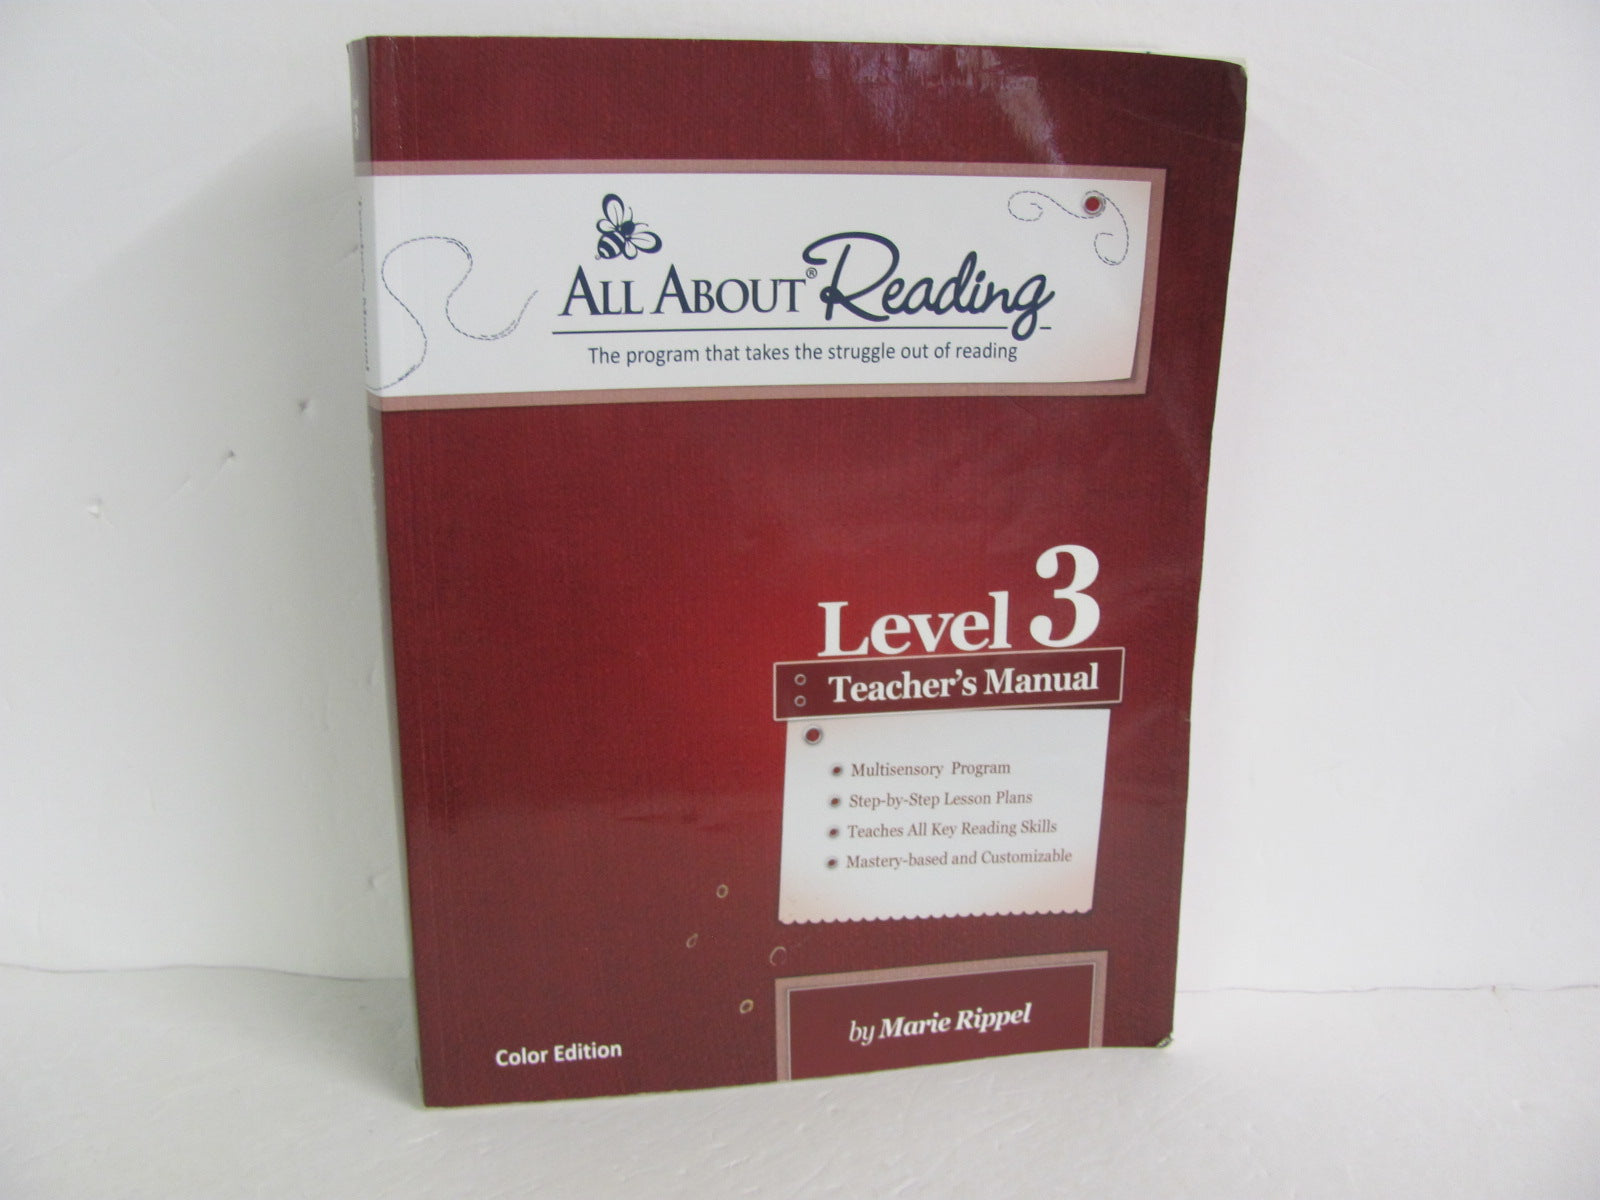 ALL ABOUT® Reading
The program that takes the struggle out of reading
Level 3
Teacher's Manual
Multisensory Program
Step-by-Step Lesson Plans
Teaches All Key Reading Skills
Mastery-based and Customizable
by Marie Rippel
Color Edition